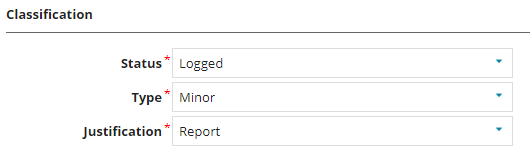 Classification
Status * Logged
Type * Minor
Justification * Report